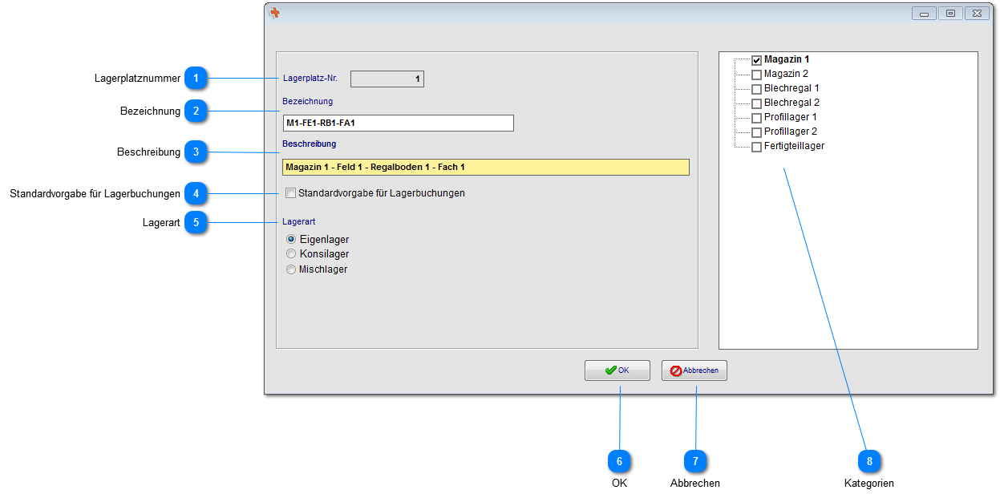 Lagerplatznummer 1
Lagerplatz-Nr. 1
Bezeichnung
Bezeichnung 2
M1-FE1-RB1-FA1
Beschreibung
Beschreibung 3
Magazin 1 - Feld 1 - Regalboden 1 - Fach 1
Standardvorgabe für Lagerbuchungen 4
Standardvorgabe für Lagerbuchungen
Lagerart 5
Lagerart
Eigenlager
Konsilager
Mischlager
Magazin 1
Magazin 2
Blechregal 1
Blechregal 2
Profillager 1
Profillager 2
Fertigteillager
OK
Abbrechen
6
OK
7
Abbrechen
8
Kategorien